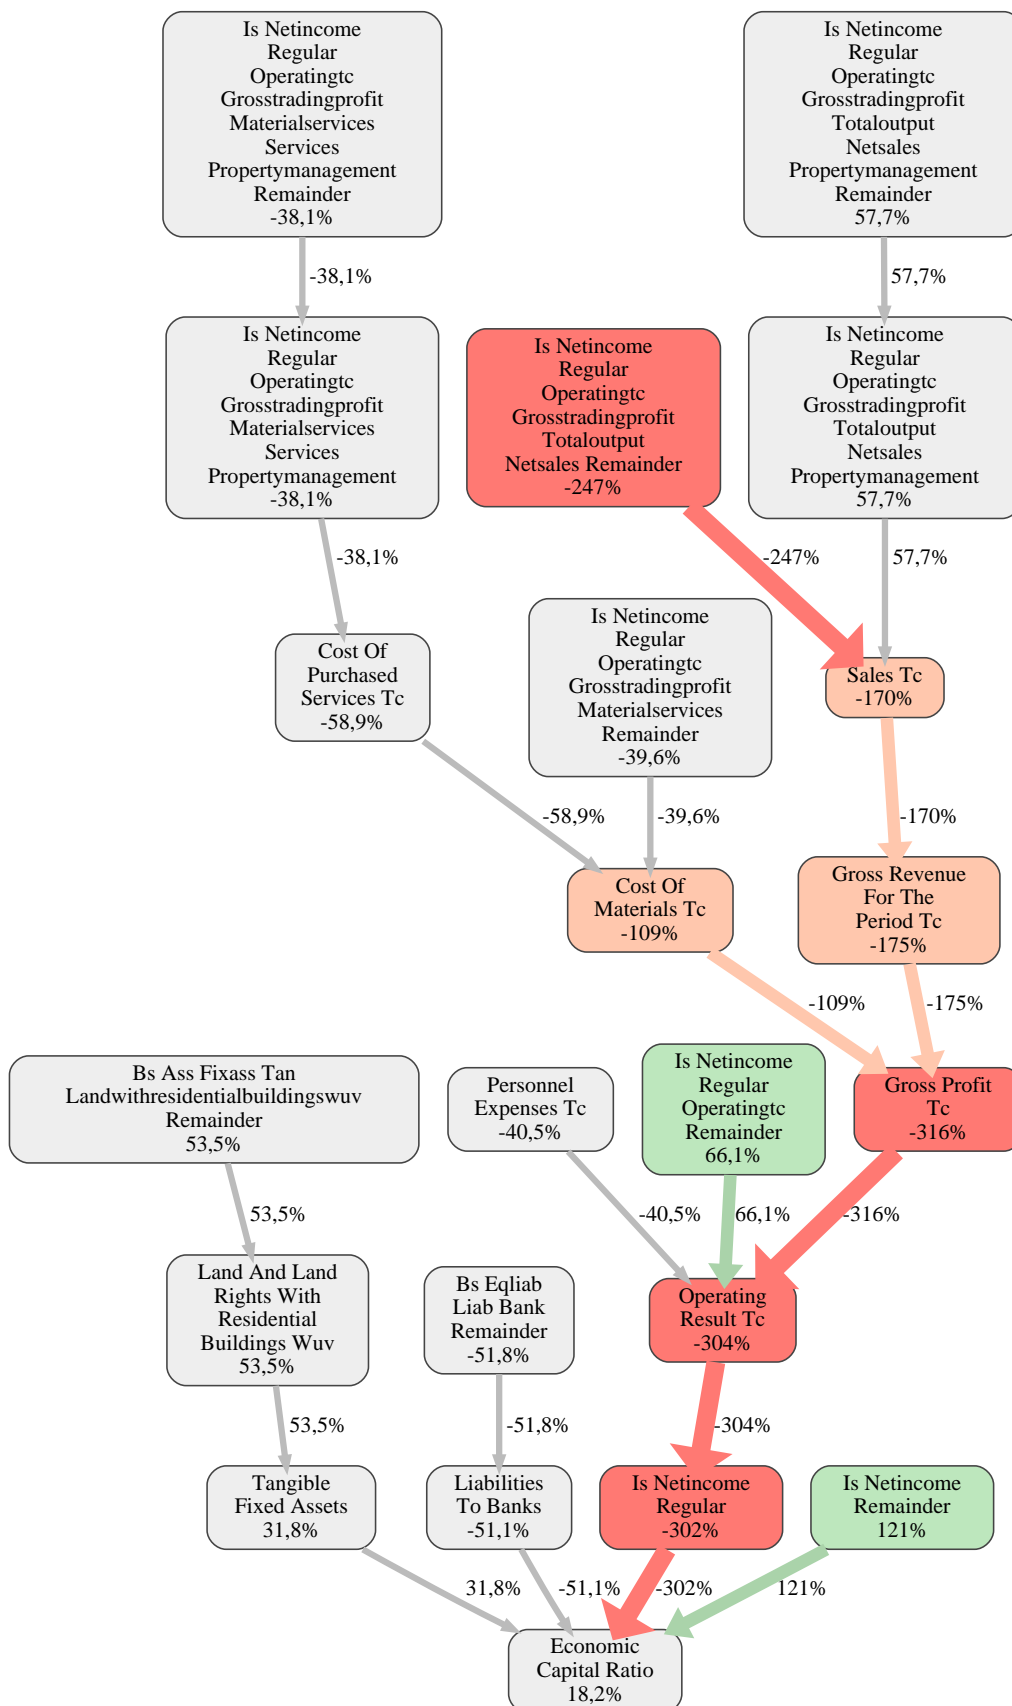 Is Netincome
Regular
Operatingtc
Grosstradingprofit
Materialservices
Services
Propertymanagement
Remainder
-38,1%
Is Netincome
Regular
Operatingtc
Grosstradingprofit
Totaloutput
Netsales
Propertymanagement
Remainder
57,7%
-38,1%
57,7%
Is Netincome
Regular
Operatingtc
Grosstradingprofit
Materialservices
Services
Propertymanagement
-38,1%
Is Netincome
Regular
Operatingtc
Grosstradingprofit
Totaloutput
Netsales Remainder
-247%
Is Netincome
Regular
Operatingtc
Grosstradingprofit
Totaloutput
Netsales
Propertymanagement
57,7%
-38,1%
-247%
57,7%
Cost Of
Purchased
Services Tc
-58,9%
Is Netincome
Regular
Operatingtc
Grosstradingprofit
Materialservices
Remainder
-39,6%
Sales Tc
-170%
-58,9%
-39,6%
-170%
Cost Of
Materials Tc
-109%
Gross Revenue
For The
Period Tc
-175%
-109%
-175%
Bs Ass Fixass Tan
Landwithresidentialbuildingswuv
Remainder
53,5%
Personnel
Expenses Tc
-40,5%
Is Netincome
Regular
Operatingtc
Remainder
66,1%
Gross Profit
Tc
-316%
53,5%
-40,5%
66,1%
-316%
Land And Land
Rights With
Residential
Buildings Wuv
53,5%
Bs Eqliab
Liab Bank
Remainder
-51,8%
Operating
Result Tc
-304%
53,5%
-51,8%
-304%
Tangible
Fixed Assets
31,8%
Liabilities
To Banks
-51,1%
Is Netincome
Regular
-302%
Is Netincome
Remainder
121%
31,8%
-51,1%
-302%
121%
Economic
Capital Ratio
18,2%